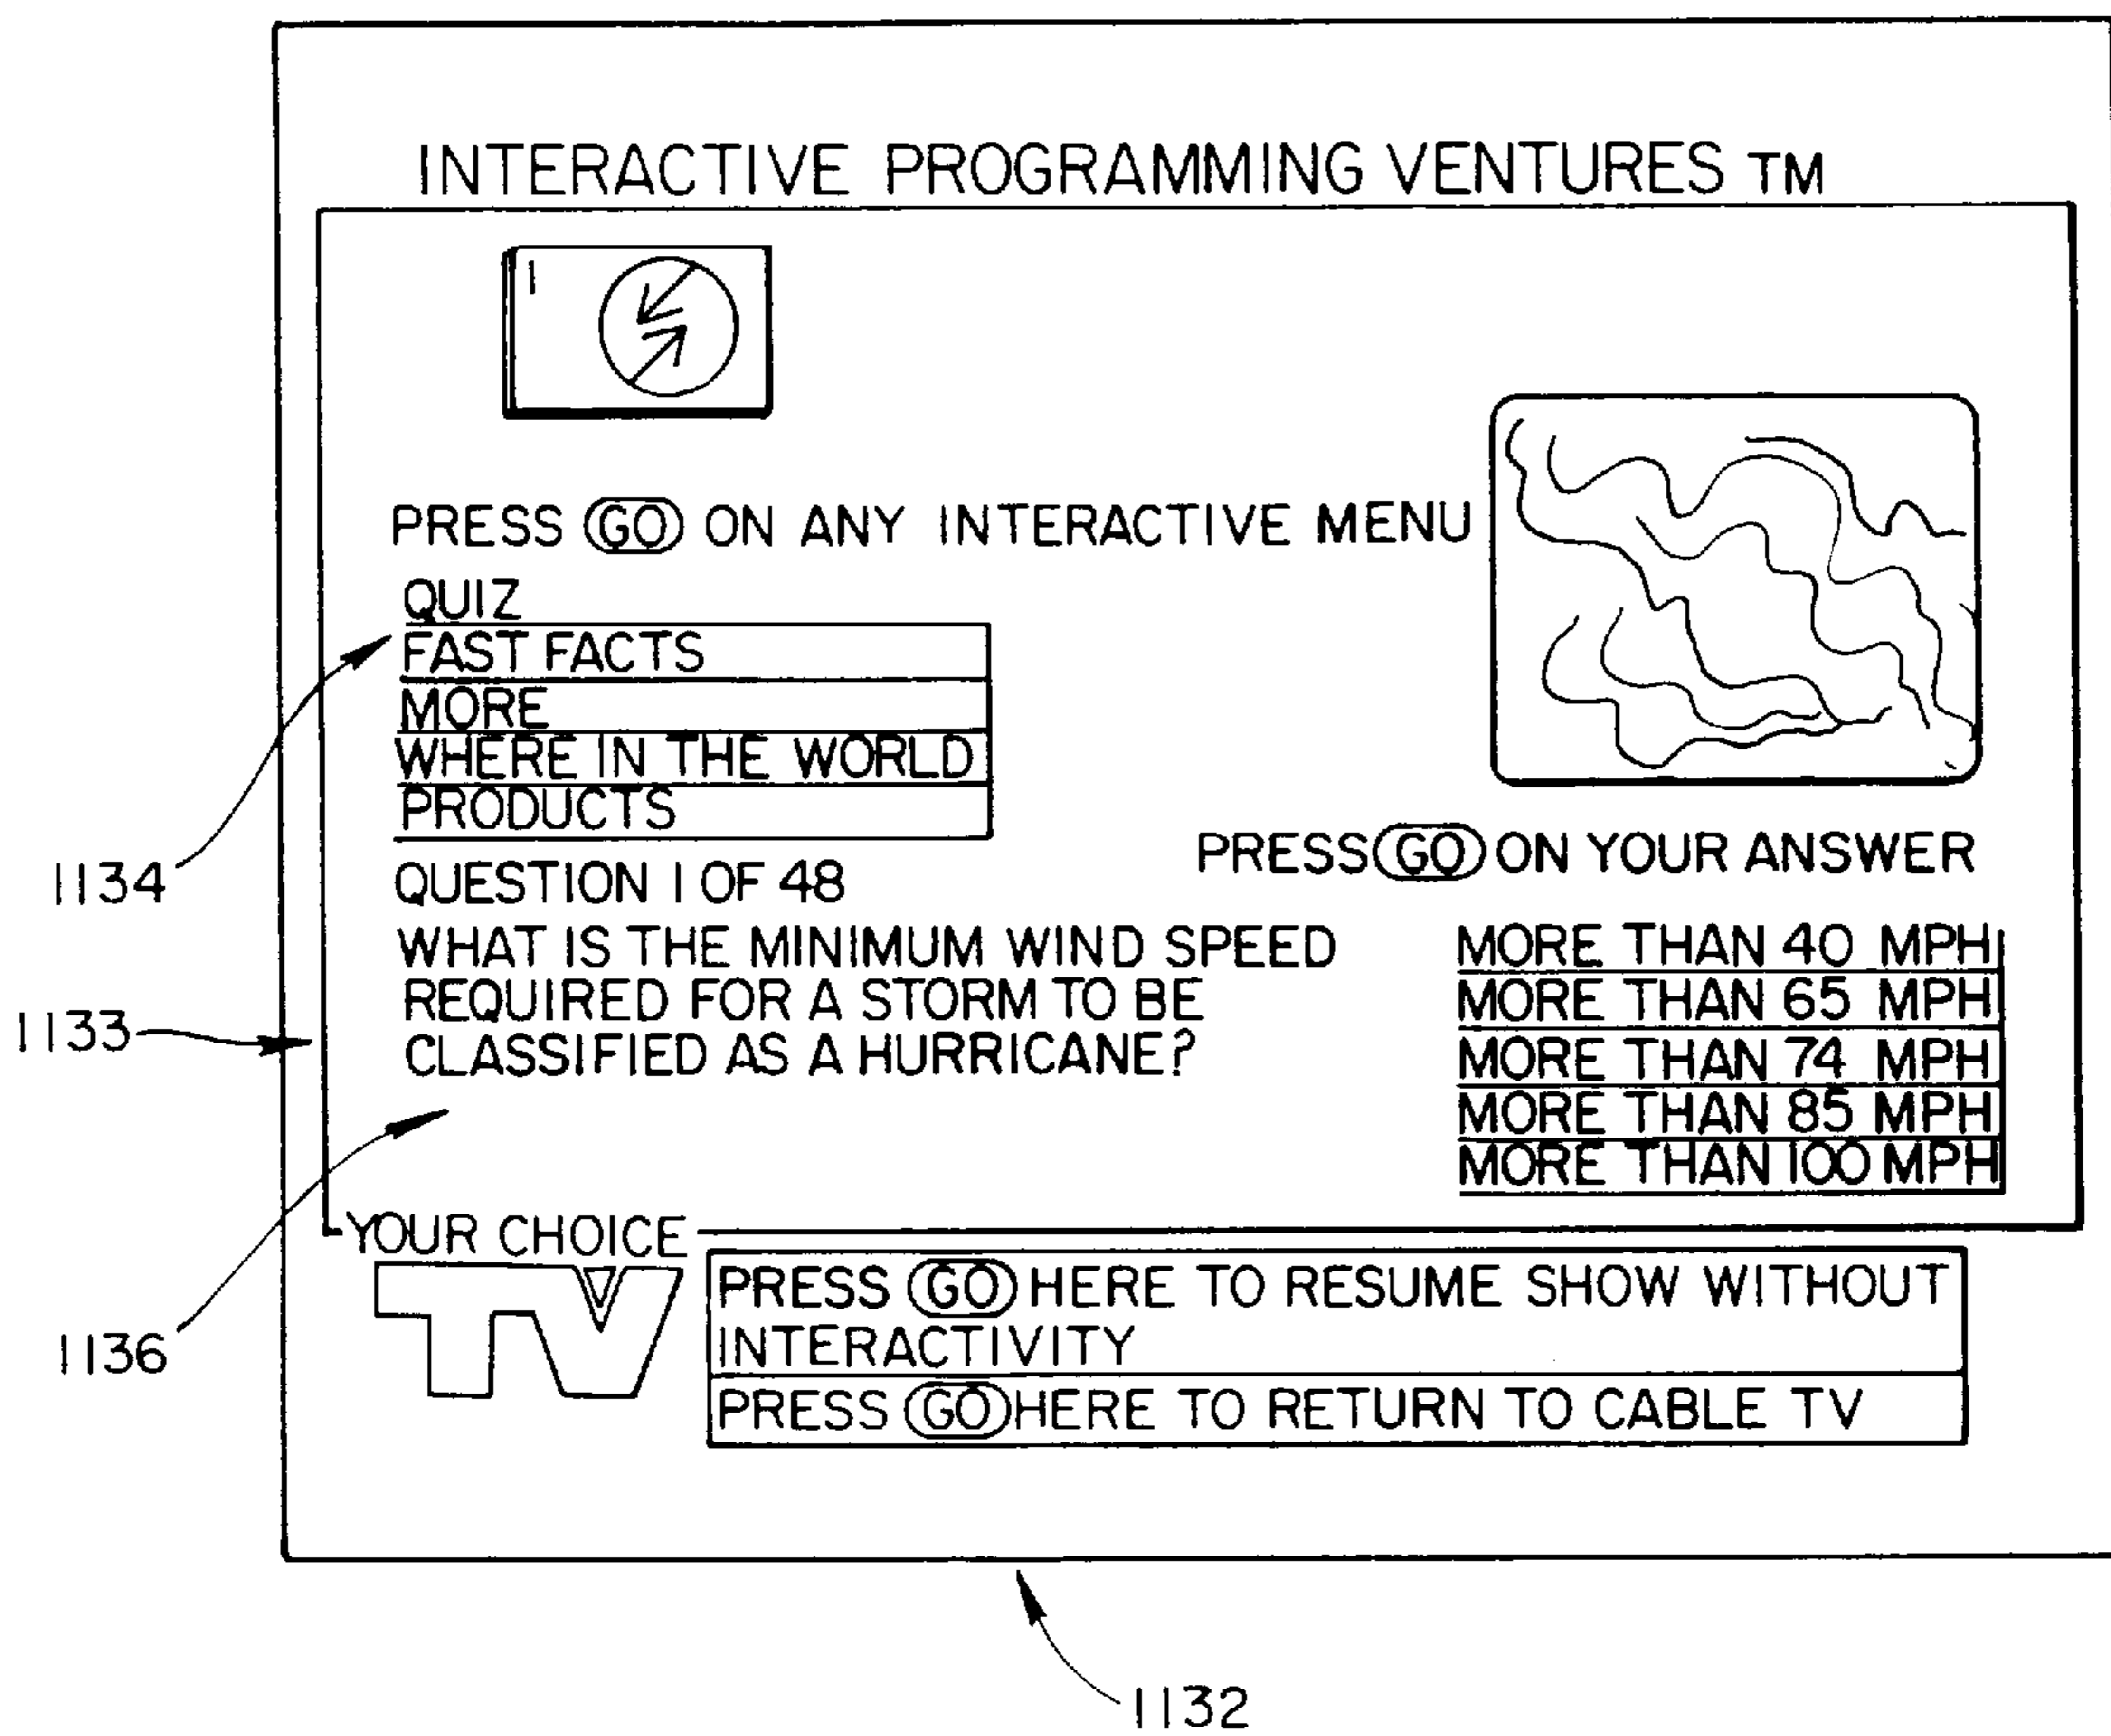 INTERACTIVE PROGRAMMING VENTURES TM
1
PRESS GO ON ANY INTERACTIVE MENU
QUIZ
FAST FACTS
MORE
WHERE IN THE WORLD
PRODUCTS
1134
QUESTION 1 OF 48
PRESS GO ON YOUR ANSWER
WHAT IS THE MINIMUM WIND SPEED
REQUIRED FOR A STORM TO BE
CLASSIFIED AS A HURRICANE?
MORE THAN 40 MPH
MORE THAN 65 MPH
MORE THAN 74 MPH
MORE THAN 85 MPH
MORE THAN 100 MPH
1133
1136
YOUR CHOICE
TV
PRESS GO HERE TO RESUME SHOW WITHOUT
INTERACTIVITY
PRESS GO HERE TO RETURN TO CABLE TV
1132